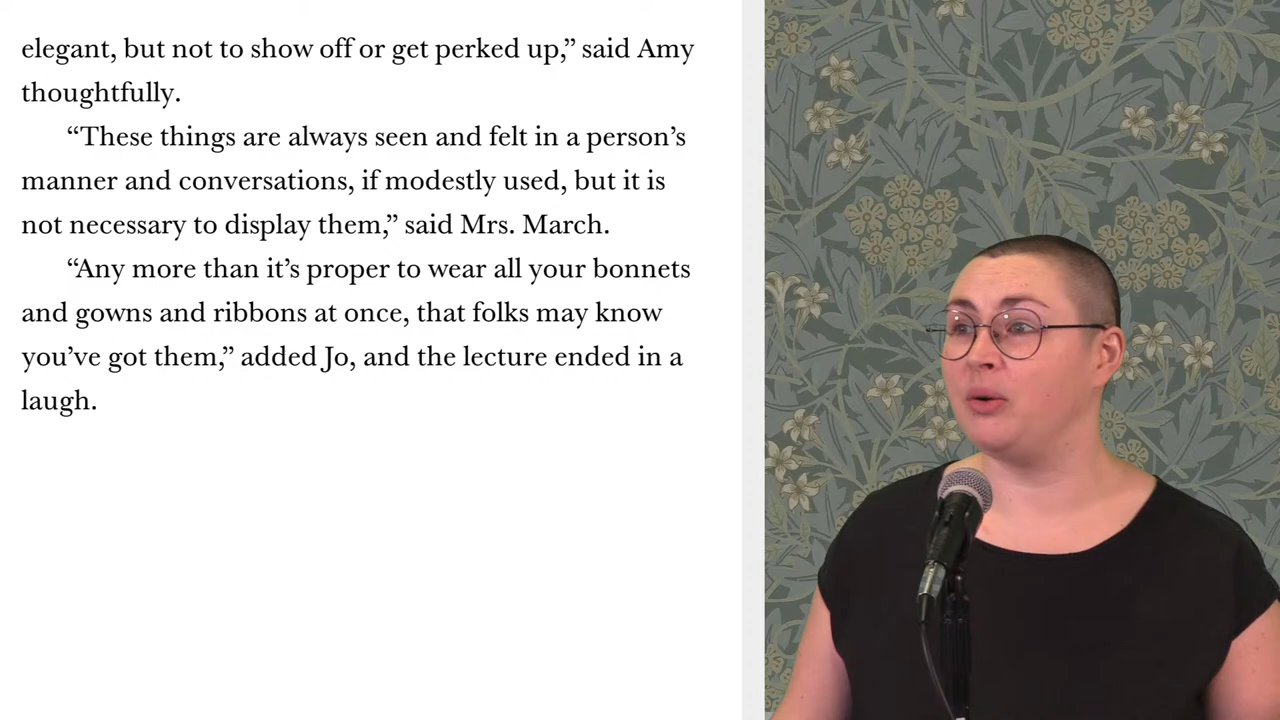 elegant, but not to show off or get perked up,” said Amy
thoughtfully.
“These things are always seen and felt in a person’s
manner and conversations, if modestly used, but it is
not necessary to display them,” said Mrs. March.
“Any more than it’s proper to wear all your bonnets
and gowns and ribbons at once, that folks may know
you’ve got them,” added Jo, and the lecture ended in a
laugh.